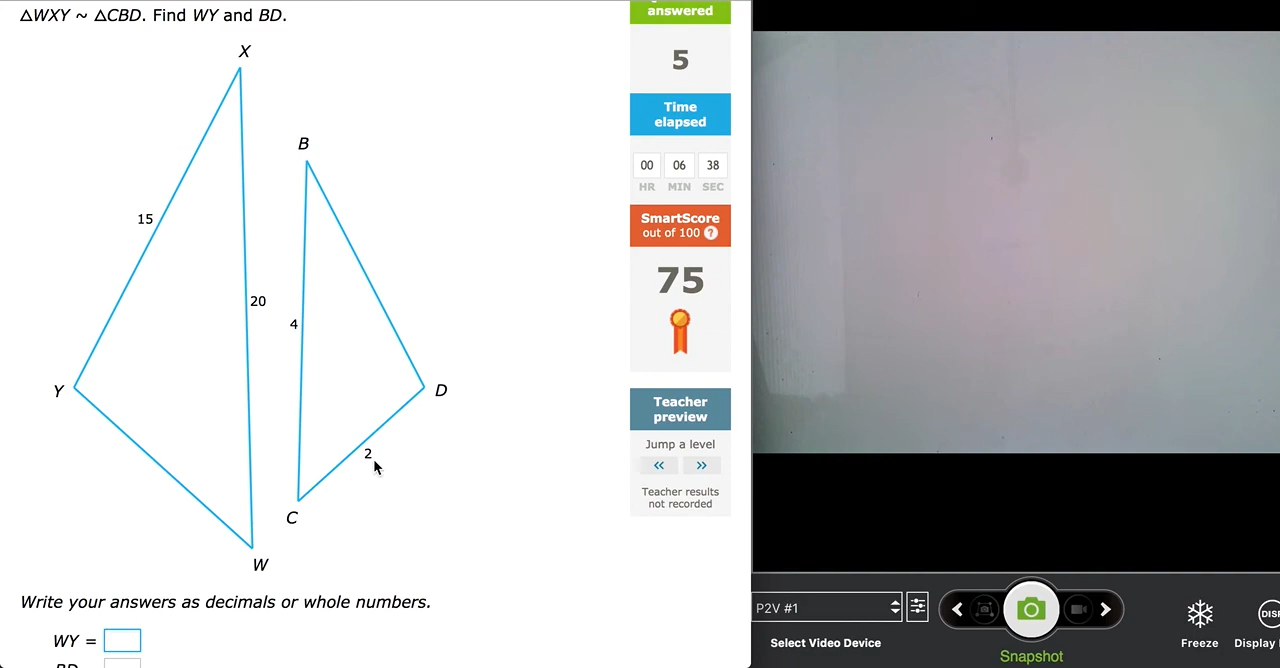 △WXY ~ △CBD. Find WY and BD.
X
B
15
20
4
Y
D
2
C
W
Write your answers as decimals or whole numbers.
WY =
answered
5
Time
elapsed
00 06 38
HR MIN SEC
SmartScore
out of 100 ?
75
Teacher
preview
Jump a level
« »
Teacher results
not recorded
P2V #1
Select Video Device
Snapshot
Freeze
Display